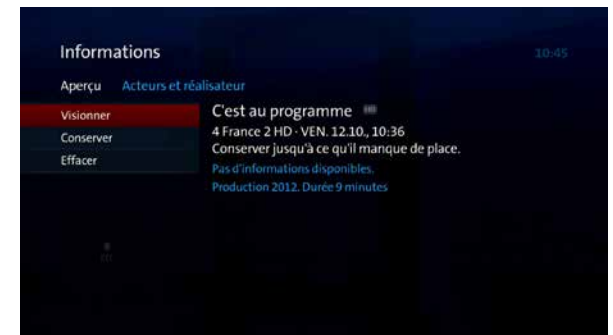 Informations
10:45
Aperçu Acteurs et réalisateur
Visionner
Conserver
Effacer
C'est au programme HD
4 France 2 HD · VEN. 12.10., 10:36
Conserver jusqu'à ce qu'il manque de place.
Pas d'informations disponibles.
Production 2012. Durée 9 minutes